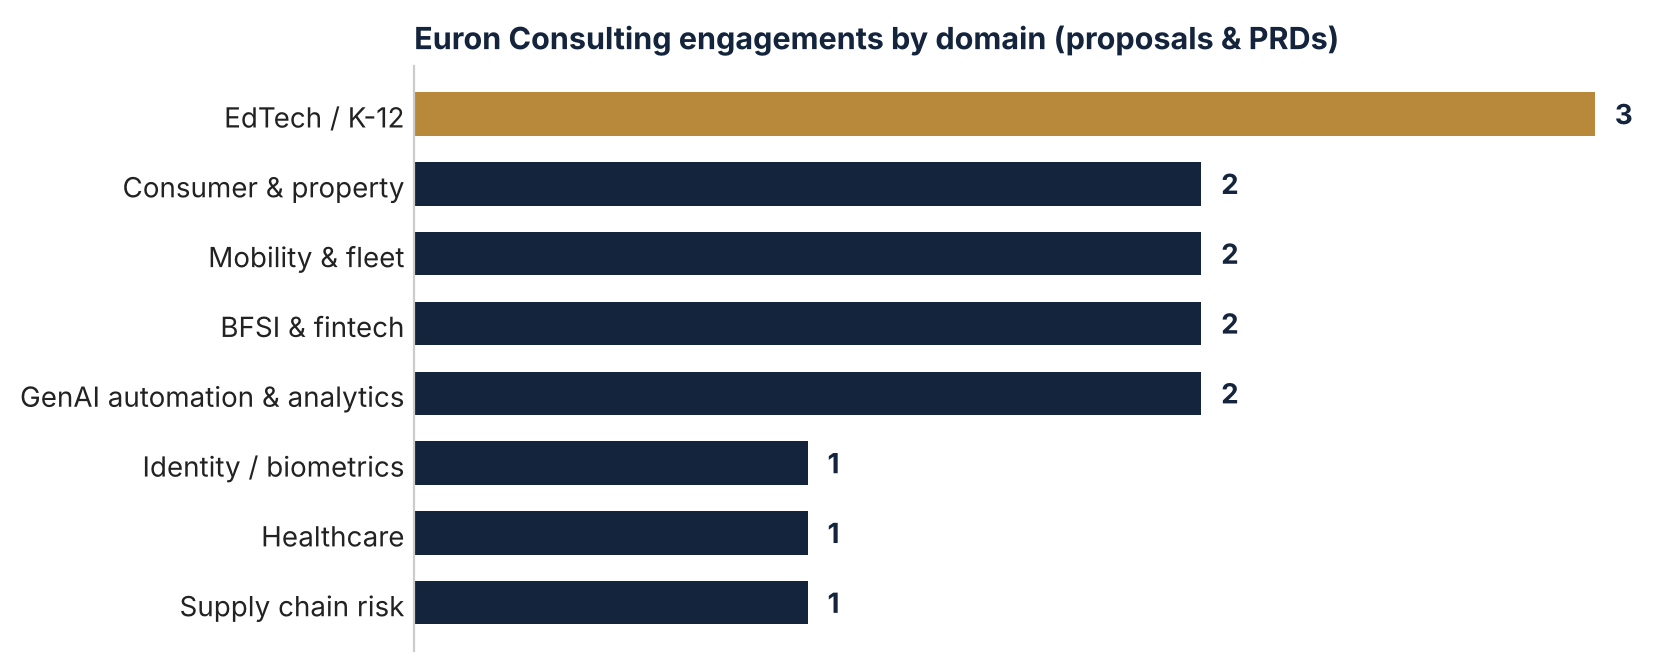 Euron Consulting engagements by domain (proposals & PRDs)
EdTech / K-12 3
Consumer & property 2
Mobility & fleet 2
BFSI & fintech 2
GenAI automation & analytics 2
Identity / biometrics 1
Healthcare 1
Supply chain risk 1